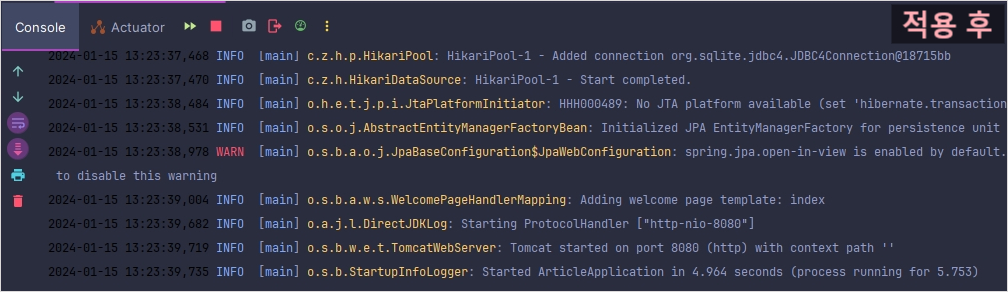 Console
Actuator
적용 후
2024-01-15 13:23:37,468 INFO [main] c.z.h.p.HikariPool: HikariPool-1 - Added connection org.sqlite.jdbc4.JDBC4Connection@18715bb
2024-01-15 13:23:37,470 INFO [main] c.z.h.HikariDataSource: HikariPool-1 - Start completed.
2024-01-15 13:23:38,484 INFO [main] o.h.e.t.j.p.i.JtaPlatformInitiator: HHH000489: No JTA platform available (set 'hibernate.transaction
2024-01-15 13:23:38,531 INFO [main] o.s.o.j.AbstractEntityManagerFactoryBean: Initialized JPA EntityManagerFactory for persistence unit
2024-01-15 13:23:38,978 WARN [main] o.s.b.a.o.j.JpaBaseConfiguration$JpaWebConfiguration: spring.jpa.open-in-view is enabled by default.
to disable this warning
2024-01-15 13:23:39,004 INFO [main] o.s.b.a.w.s.WelcomePageHandlerMapping: Adding welcome page template: index
2024-01-15 13:23:39,682 INFO [main] o.a.j.l.DirectJDKLog: Starting ProtocolHandler ["http-nio-8080"]
2024-01-15 13:23:39,719 INFO [main] o.s.b.w.e.t.TomcatWebServer: Tomcat started on port 8080 (http) with context path ''
2024-01-15 13:23:39,735 INFO [main] o.s.b.StartupInfoLogger: Started ArticleApplication in 4.964 seconds (process running for 5.753)